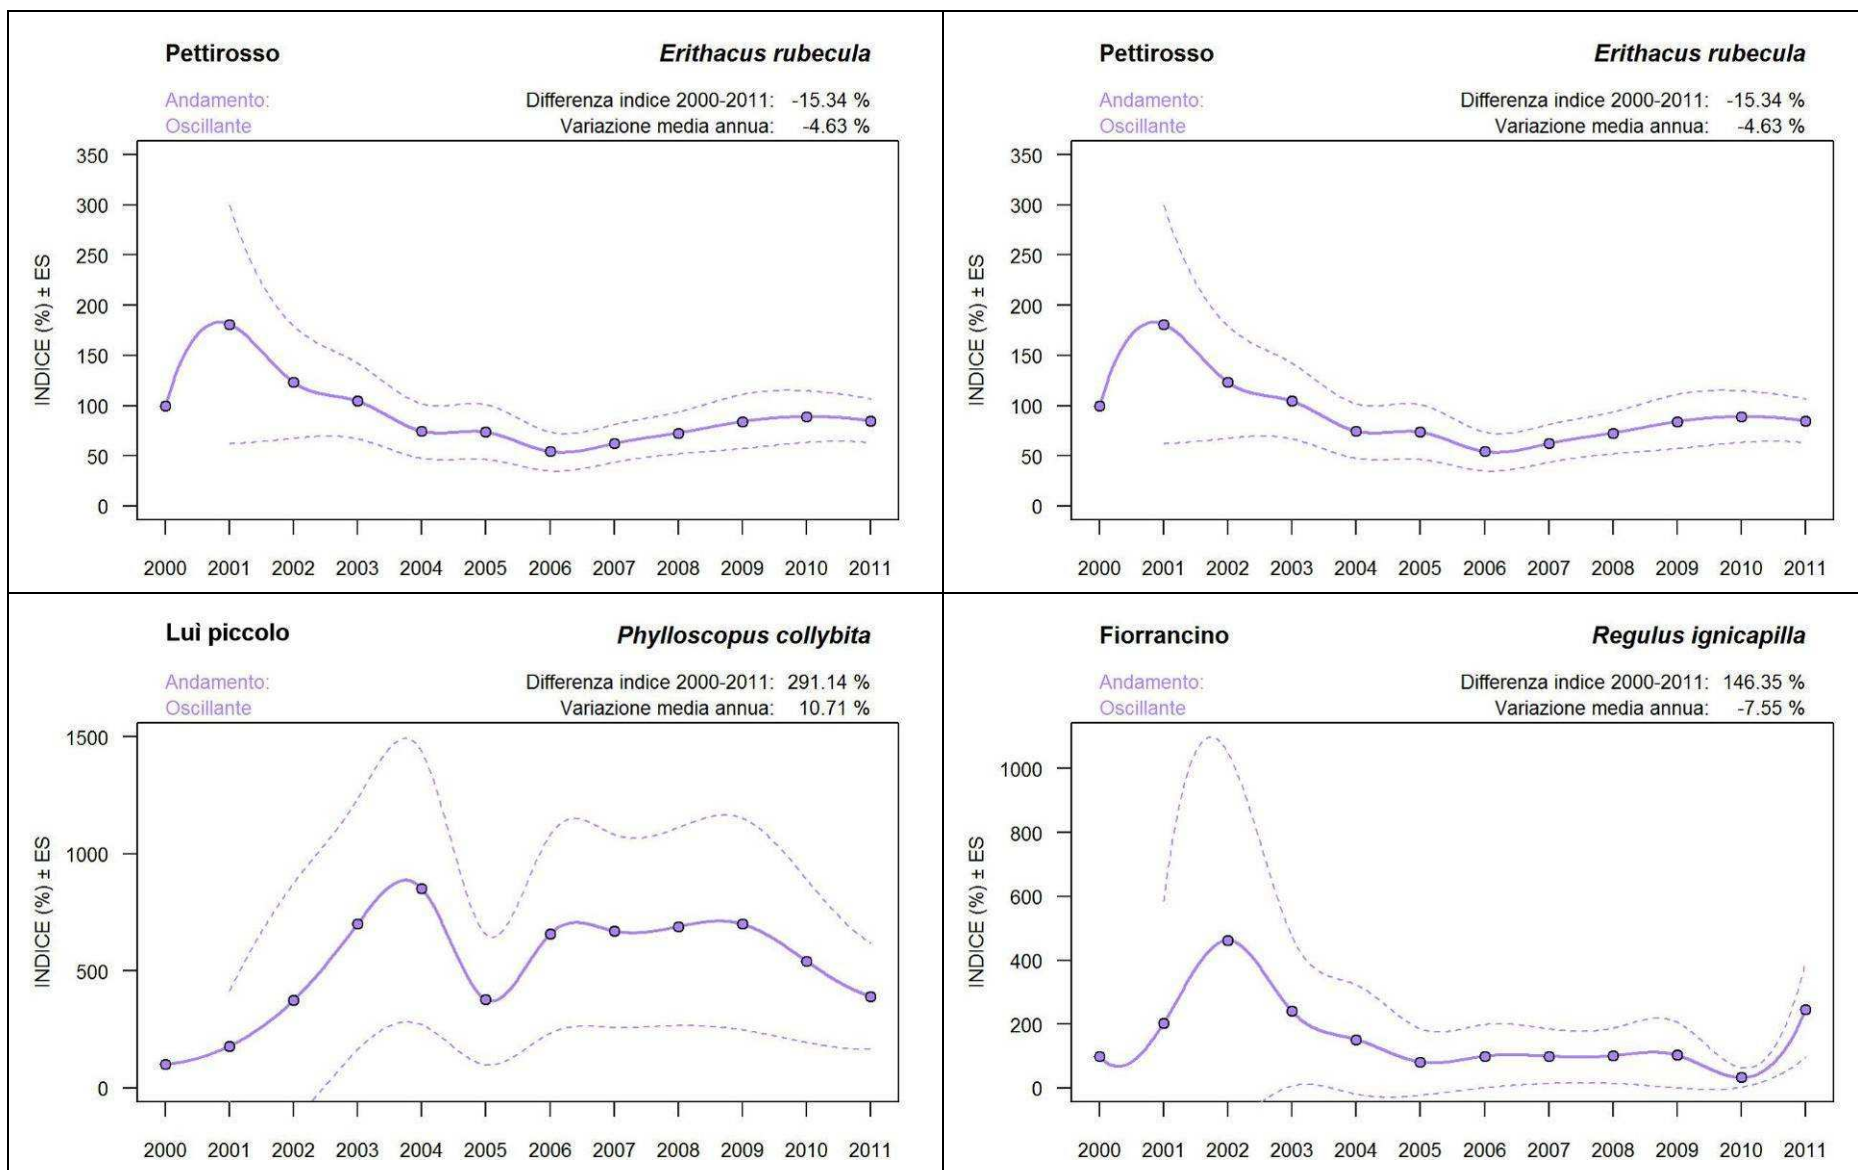 Pettirosso Erithacus rubecula
Andamento: Differenza indice 2000-2011: -15.34 %
Oscillante Variazione media annua: -4.63 %
350
300
250
200
150
100
50
0
INDICE (%) ± ES
2000 2001 2002 2003 2004 2005 2006 2007 2008 2009 2010 2011
Pettirosso Erithacus rubecula
Andamento: Differenza indice 2000-2011: -15.34 %
Oscillante Variazione media annua: -4.63 %
350
300
250
200
150
100
50
0
INDICE (%) ± ES
2000 2001 2002 2003 2004 2005 2006 2007 2008 2009 2010 2011
Luì piccolo Phylloscopus collybita
Andamento: Differenza indice 2000-2011: 291.14 %
Oscillante Variazione media annua: 10.71 %
1500
1000
500
0
INDICE (%) ± ES
2000 2001 2002 2003 2004 2005 2006 2007 2008 2009 2010 2011
Fiorrancino Regulus ignicapilla
Andamento: Differenza indice 2000-2011: 146.35 %
Oscillante Variazione media annua: -7.55 %
1000
800
600
400
200
0
INDICE (%) ± ES
2000 2001 2002 2003 2004 2005 2006 2007 2008 2009 2010 2011